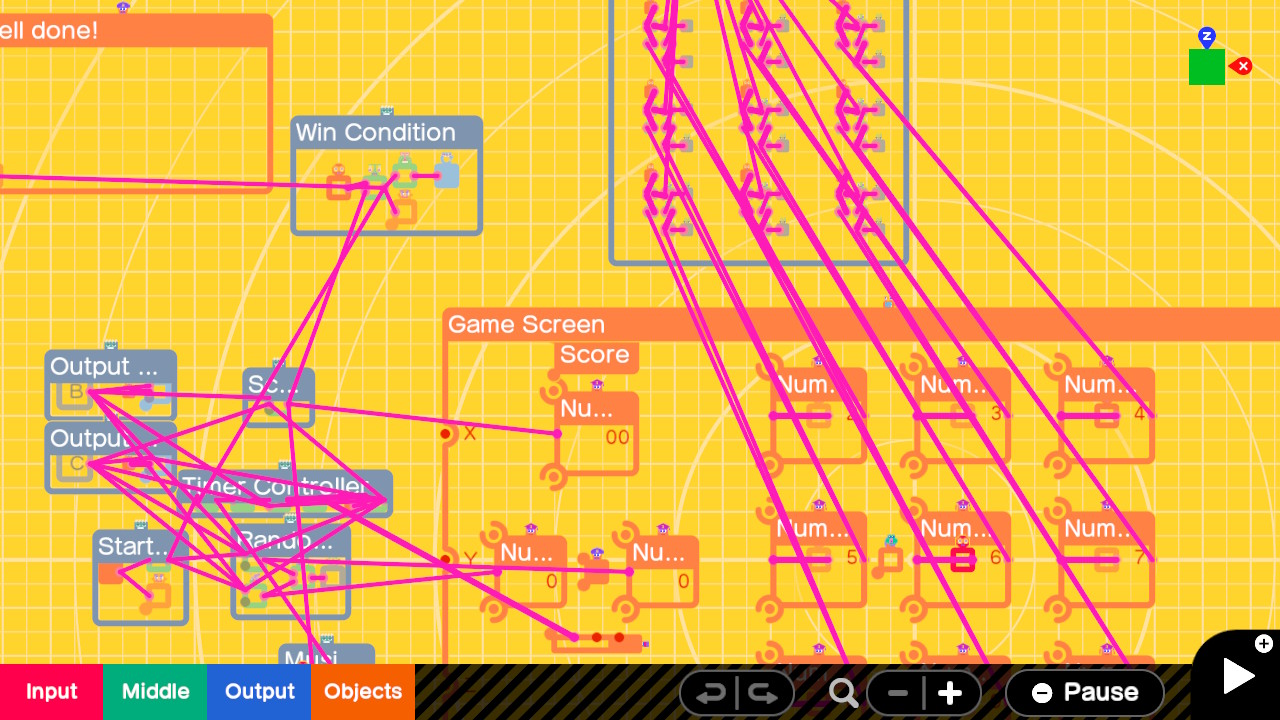 ell done!
Z
X
Win Condition
Game Screen
Score
Output ...
B
Sc...
Nu...
00
X
Num...
2
Num...
3
Num...
4
Output
C
Timer Controller
Start...
Rando...
Y
Nu...
0
Nu...
0
Num...
5
Num...
6
Num...
7
Musi
Input
Middle
Output
Objects
Pause